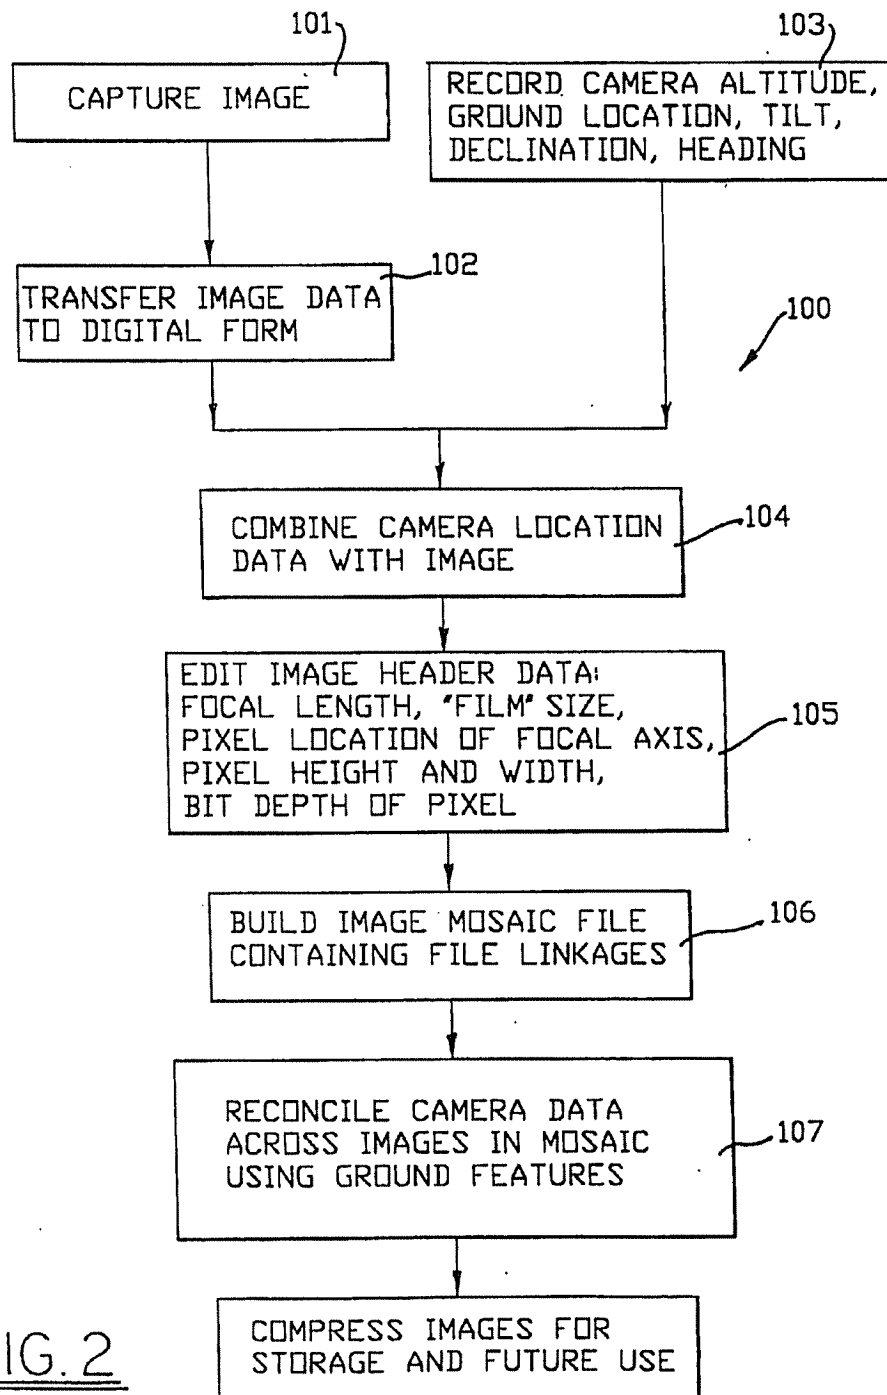 101
CAPTURE IMAGE
103
RECORD CAMERA ALTITUDE,
GROUND LOCATION, TILT,
DECLINATION, HEADING
102
TRANSFER IMAGE DATA
TO DIGITAL FORM
100
COMBINE CAMERA LOCATION
DATA WITH IMAGE
104
EDIT IMAGE HEADER DATA:
FOCAL LENGTH, "FILM" SIZE,
PIXEL LOCATION OF FOCAL AXIS,
PIXEL HEIGHT AND WIDTH,
BIT DEPTH OF PIXEL
105
BUILD IMAGE MOSAIC FILE
CONTAINING FILE LINKAGES
106
RECONCILE CAMERA DATA
ACROSS IMAGES IN MOSAIC
USING GROUND FEATURES
107
COMPRESS IMAGES FOR
STORAGE AND FUTURE USE
IG. 2